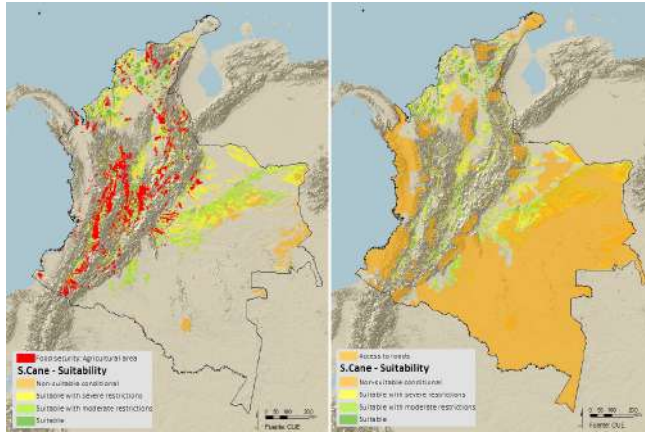 Food security: Agricultural area
S.Cane - Suitability
Non-suitable conditional
Suitable with severe restrictions
Suitable with moderate restrictions
Suitable
Fuente: CUE
Access to roads
S.Cane - Suitability
Non-suitable conditional
Suitable with severe restrictions
Suitable with moderate restrictions
Suitable
Fuente: CUE